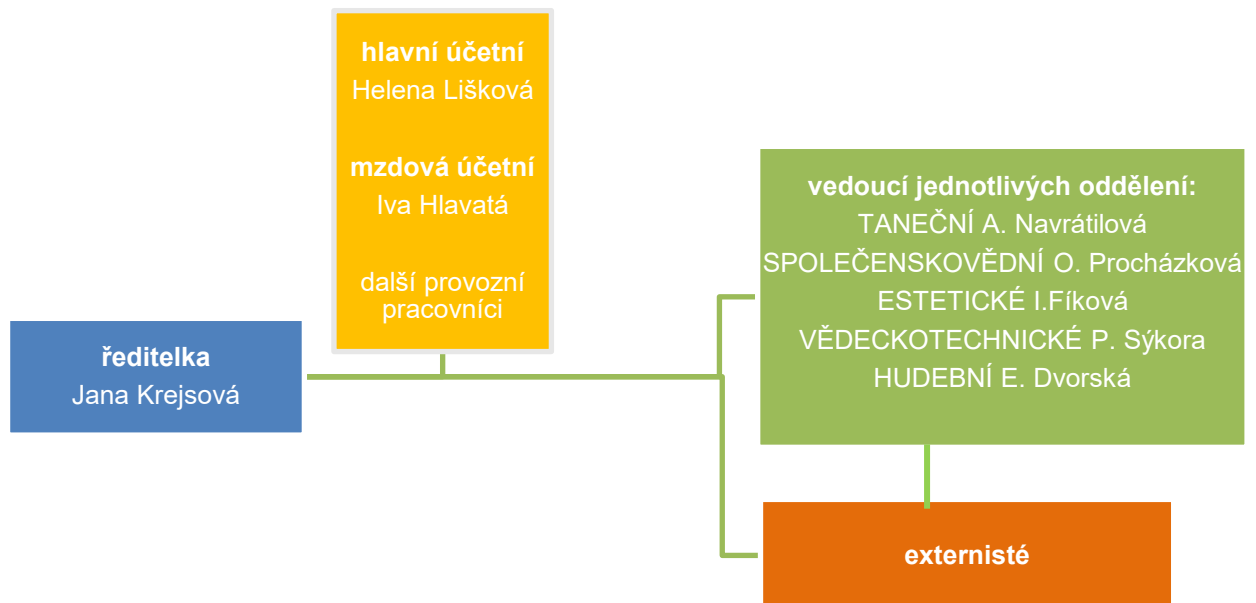 hlavní účetní
Helena Lišková
mzdová účetní
Iva Hlavatá
další provozní
pracovníci
ředitelka
Jana Krejsová
vedoucí jednotlivých oddělení:
TANEČNÍ A. Navrátilová
SPOLEČENSKOVĚDNÍ O. Procházková
ESTETICKÉ I.Fíková
VĚDECKOTECHNICKÉ P. Sýkora
HUDEBNÍ E. Dvorská
externisté